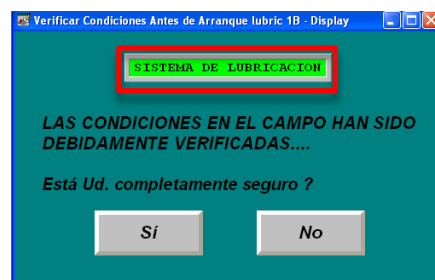 Verificar Condiciones Antes de Arranque lubric 1B - Display
SISTEMA DE LUBRICACION
LAS CONDICIONES EN EL CAMPO HAN SIDO
DEBIDAMENTE VERIFICADAS....
Está Ud. completamente seguro ?
Sí No